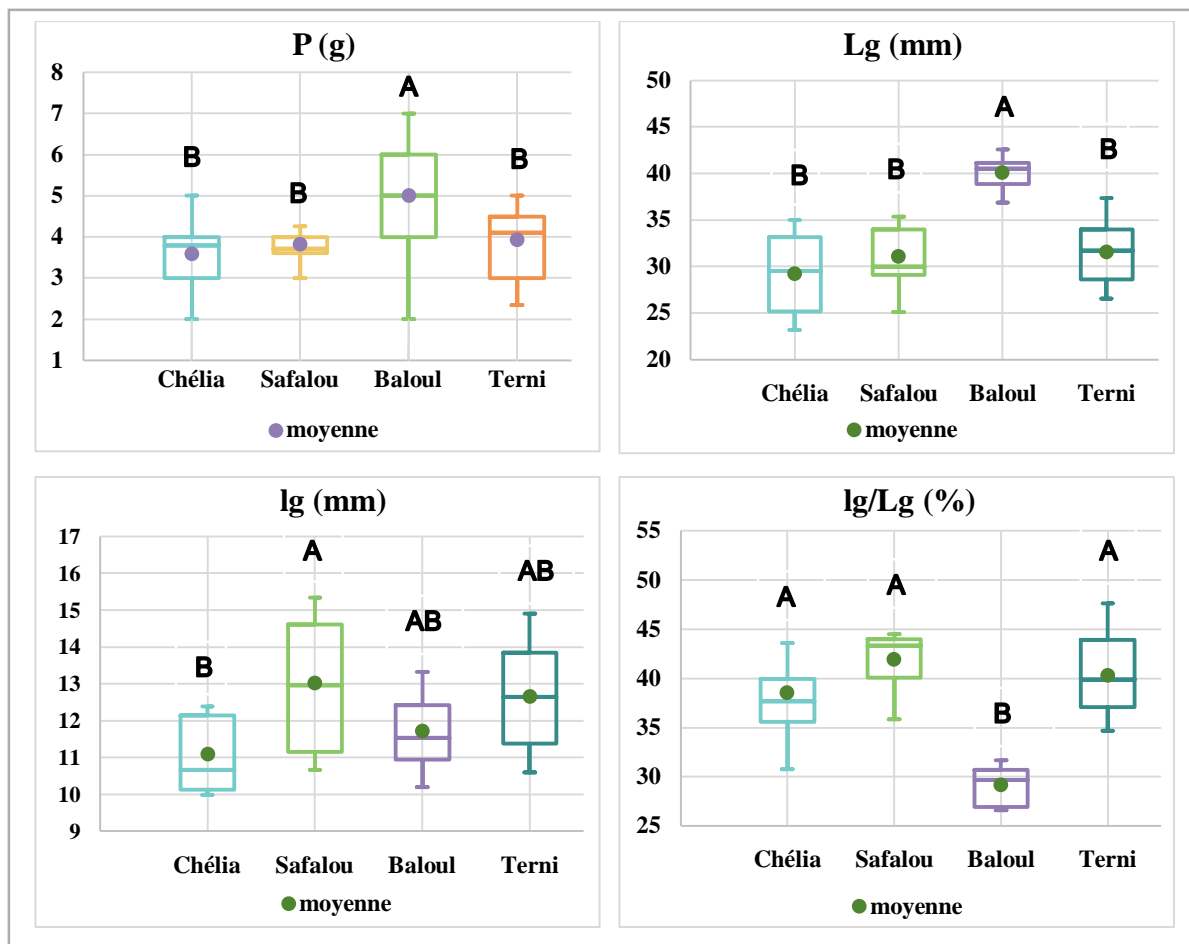 P (g)
8
7
6
5
4
3
2
1
B
B
A
B
Chélia Safalou Baloul Terni
moyenne
Lg (mm)
50
45
40
35
30
25
20
B
B
A
B
Chélia Safalou Baloul Terni
moyenne
lg (mm)
17
16
15
14
13
12
11
10
9
B
A
AB
AB
Chélia Safalou Baloul Terni
moyenne
lg/Lg (%)
55
50
45
40
35
30
25
A
A
B
A
Chélia Safalou Baloul Terni
moyenne